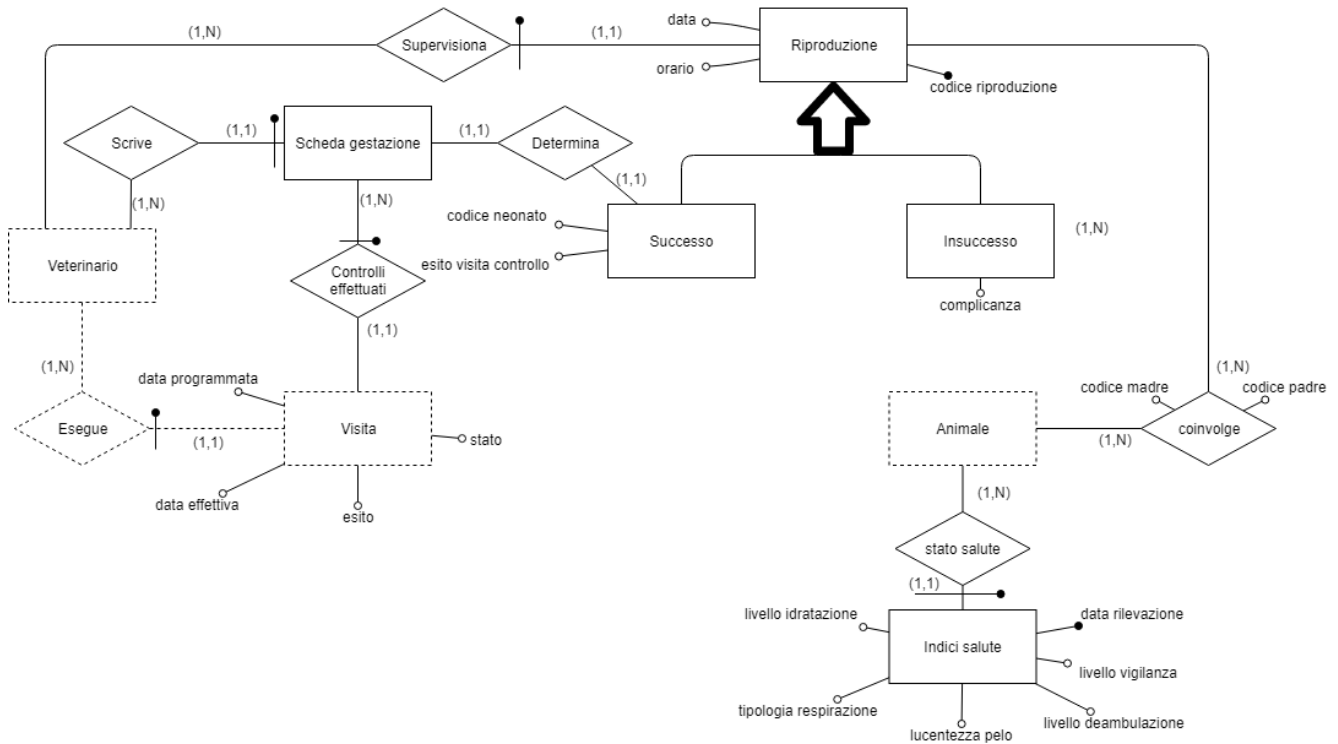 (1,N)
Supervisiona
(1,1)
data
orario
Riproduzione
codice riproduzione
Scrive
(1,1)
Scheda gestazione
(1,1)
Determina
(1,1)
(1,N)
(1,N)
codice neonato
esito visita controllo
Successo
Insuccesso
(1,N)
complicanza
Veterinario
Controlli
effettuati
(1,1)
(1,N)
data programmata
Esegue
(1,1)
Visita
stato
data effettiva
esito
Animale
(1,N)
codice madre
(1,N)
codice padre
coinvolge
(1,N)
stato salute
(1,1)
livello idratazione
Indici salute
data rilevazione
livello vigilanza
tipologia respirazione
lucentezza pelo
livello deambulazione